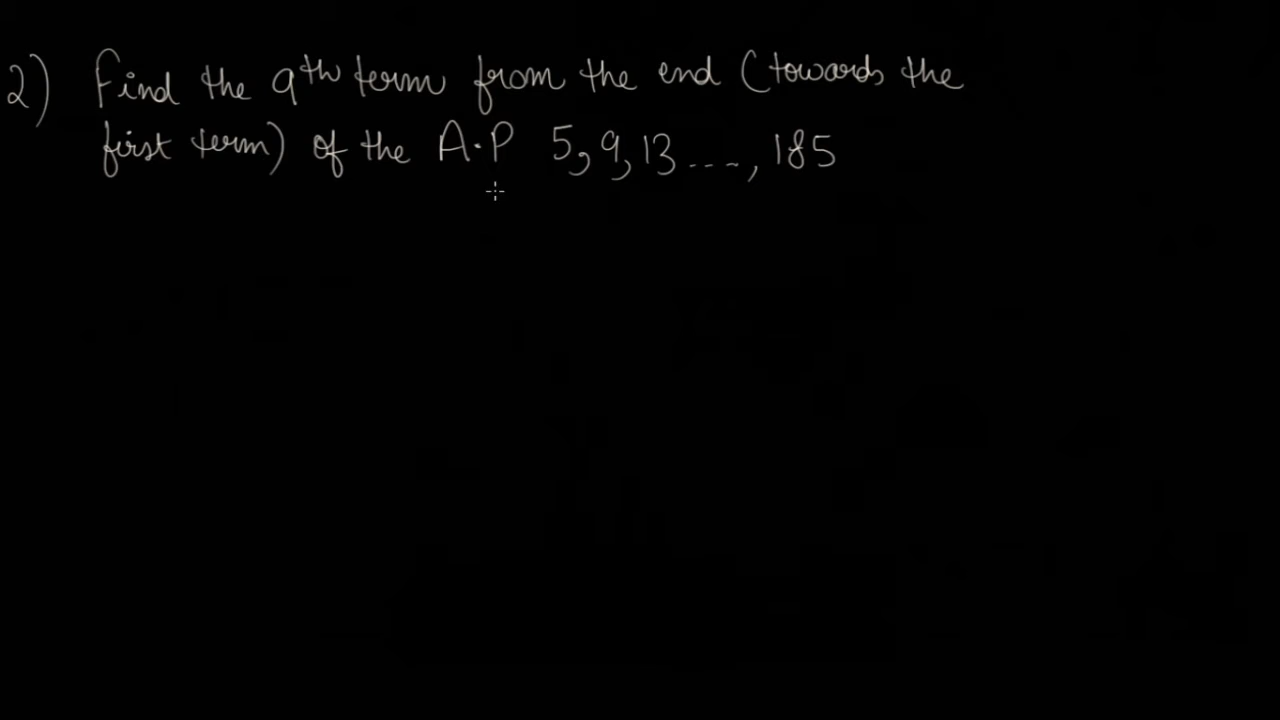 2) Find the 9th term from the end (towards the
first term) of the A.P 5, 9, 13 ...., 185